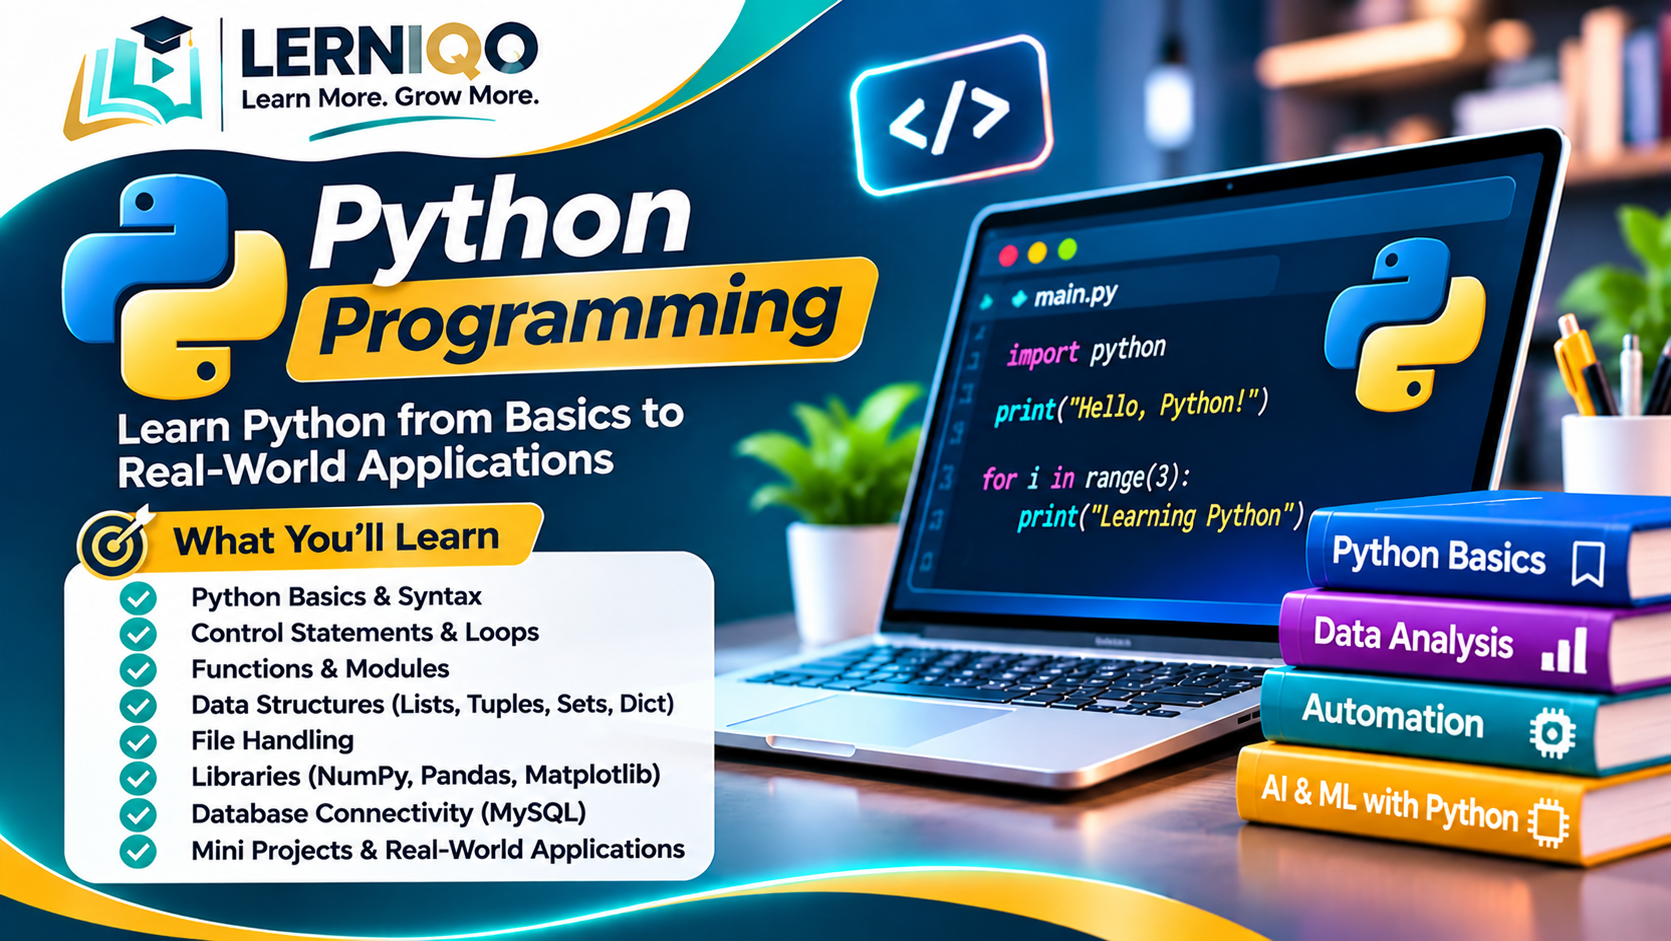 LERNIQO
Learn More. Grow More.
Python
Programming
Learn Python from Basics to
Real-World Applications
What You'll Learn
Python Basics & Syntax
Control Statements & Loops
Functions & Modules
Data Structures (Lists, Tuples, Sets, Dict)
File Handling
Libraries (NumPy, Pandas, Matplotlib)
Database Connectivity (MySQL)
Mini Projects & Real-World Applications
</>
main.py
import python
print("Hello, Python!")
for i in range(3):
print("Learning Python")
Python Basics
Data Analysis
Automation
AI & ML with Python